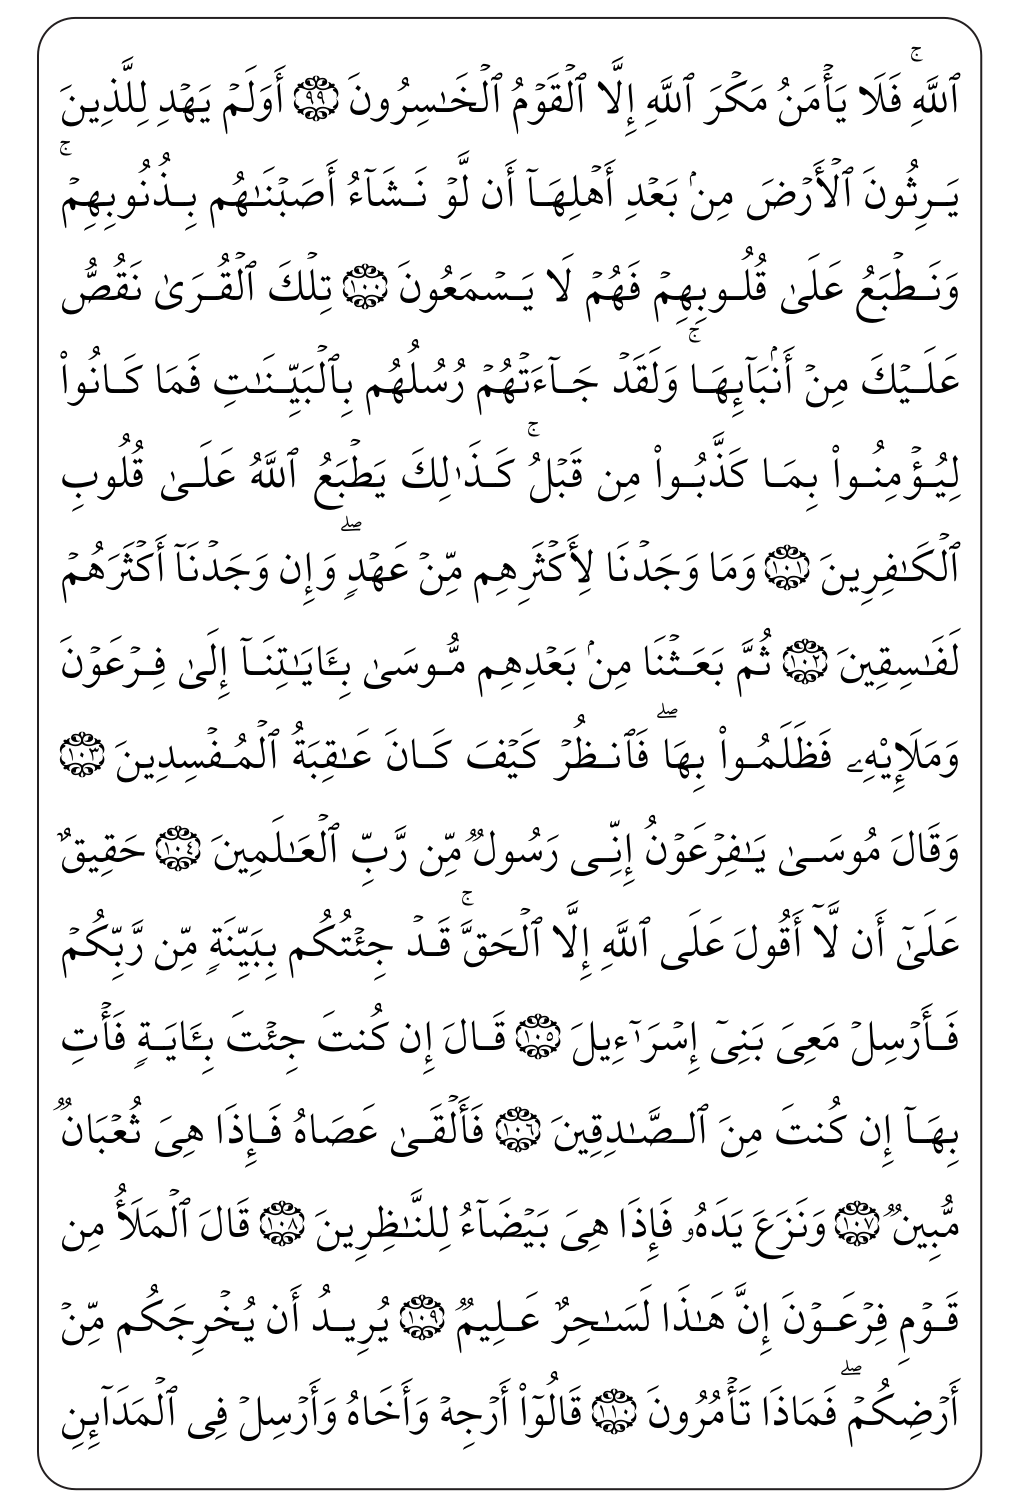 ٱللَّهِۚ فَلَا يَأۡمَنُ مَكۡرَ ٱللَّهِ إِلَّا ٱلۡقَوۡمُ ٱلۡخَٰسِرُونَ ٩٩ أَوَلَمۡ يَهۡدِ لِلَّذِينَ
يَرِثُونَ ٱلۡأَرۡضَ مِنۢ بَعۡدِ أَهۡلِهَآ أَن لَّوۡ نَشَآءُ أَصَبۡنَٰهُم بِذُنُوبِهِمۡۚ
وَنَطۡبَعُ عَلَىٰ قُلُوبِهِمۡ فَهُمۡ لَا يَسۡمَعُونَ ١٠٠ تِلۡكَ ٱلۡقُرَىٰ نَقُصُّ
عَلَيۡكَ مِنۡ أَنۢبَآئِهَاۚ وَلَقَدۡ جَآءَتۡهُمۡ رُسُلُهُم بِٱلۡبَيِّنَٰتِ فَمَا كَانُواْ
لِيُؤۡمِنُواْ بِمَا كَذَّبُواْ مِن قَبۡلُۚ كَذَٰلِكَ يَطۡبَعُ ٱللَّهُ عَلَىٰ قُلُوبِ
ٱلۡكَٰفِرِينَ ١٠١ وَمَا وَجَدۡنَا لِأَكۡثَرِهِم مِّنۡ عَهۡدٖۖ وَإِن وَجَدۡنَآ أَكۡثَرَهُمۡ
لَفَٰسِقِينَ ١٠٢ ثُمَّ بَعَثۡنَا مِنۢ بَعۡدِهِم مُّوسَىٰ بِـَٔايَٰتِنَآ إِلَىٰ فِرۡعَوۡنَ
وَمَلَإِيْهِۦ فَظَلَمُواْ بِهَاۖ فَٱنظُرۡ كَيۡفَ كَانَ عَٰقِبَةُ ٱلۡمُفۡسِدِينَ ١٠٣
وَقَالَ مُوسَىٰ يَٰفِرۡعَوۡنُ إِنِّى رَسُولٞ مِّن رَّبِّ ٱلۡعَٰلَمِينَ ١٠٤ حَقِيقٌ
عَلَىٰٓ أَن لَّآ أَقُولَ عَلَى ٱللَّهِ إِلَّا ٱلۡحَقَّۚ قَدۡ جِئۡتُكُم بِبَيِّنَةٖ مِّن رَّبِّكُمۡ
فَأَرۡسِلۡ مَعِىَ بَنِىٓ إِسۡرَٰٓءِيلَ ١٠٥ قَالَ إِن كُنتَ جِئۡتَ بِـَٔايَةٖ فَأۡتِ
بِهَآ إِن كُنتَ مِنَ ٱلصَّٰدِقِينَ ١٠٦ فَأَلۡقَىٰ عَصَاهُ فَإِذَا هِىَ ثُعۡبَانٞ
مُّبِينٞ ١٠٧ وَنَزَعَ يَدَهُۥ فَإِذَا هِىَ بَيۡضَآءُ لِلنَّٰظِرِينَ ١٠٨ قَالَ ٱلۡمَلَأُ مِن
قَوۡمِ فِرۡعَوۡنَ إِنَّ هَٰذَا لَسَٰحِرٌ عَلِيمٞ ١٠٩ يُرِيدُ أَن يُخۡرِجَكُم مِّنۡ
أَرۡضِكُمۡۖ فَمَاذَا تَأۡمُرُونَ ١١٠ قَالُوٓاْ أَرۡجِهۡ وَأَخَاهُ وَأَرۡسِلۡ فِى ٱلۡمَدَآئِنِ